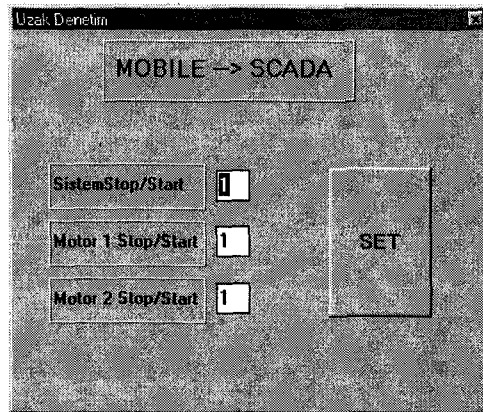 Uzak Denetim
MOBILE -> SCADA
SistemStop/Start 1
Motor 1 Stop/Start 1
SET
Motor 2 Stop/Start 1